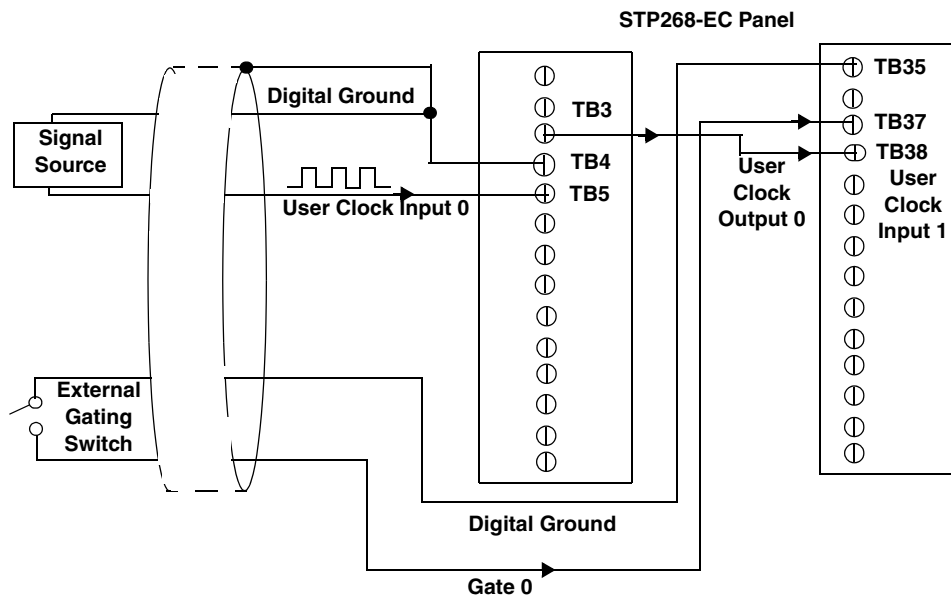 STP268-EC Panel
TB35
Digital Ground
TB3
TB37
Signal
Source
TB4
TB38
User Clock Input 0
TB5
User
Clock
Output 0
User
Clock
Input 1
External
Gating
Switch
Digital Ground
Gate 0